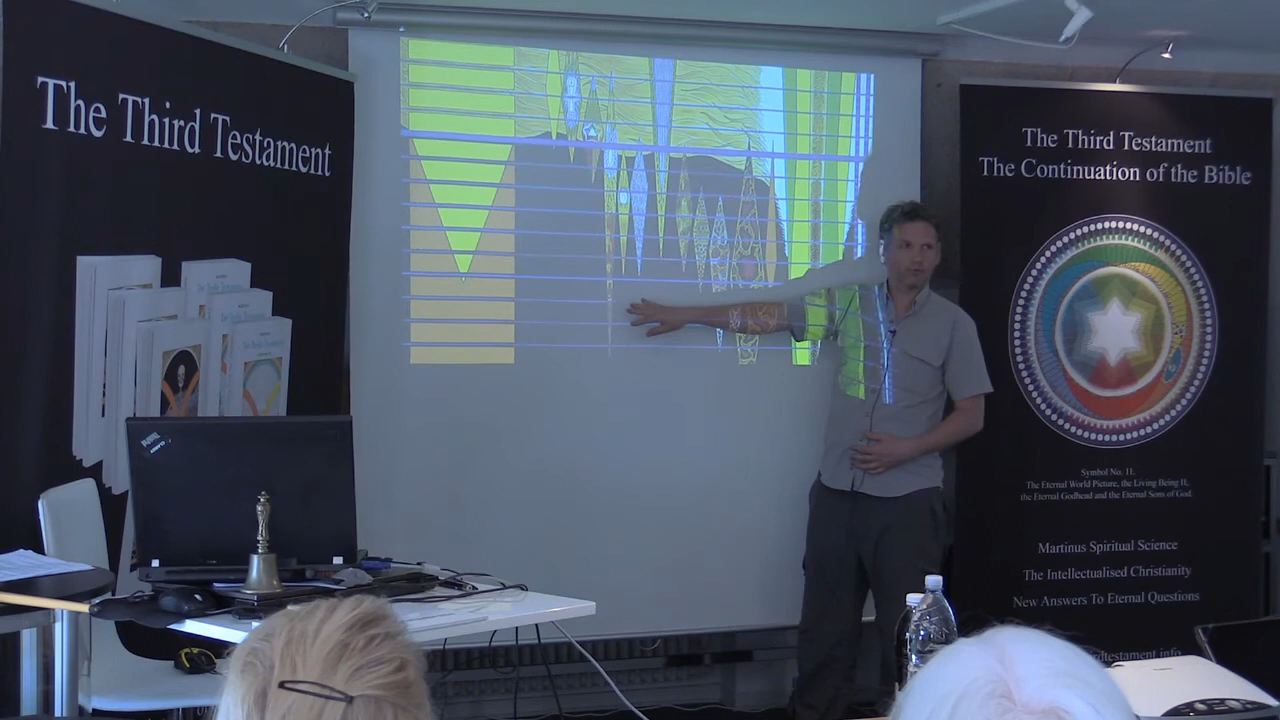 The Third Testament
The Third Testament
The Continuation of the Bible
Symbol No. 11.
The Eternal World Picture, the Living Being II,
the Eternal Godhead and the Eternal Sons of God.
Martinus Spiritual Science
The Intellectualised Christianity
New Answers To Eternal Questions